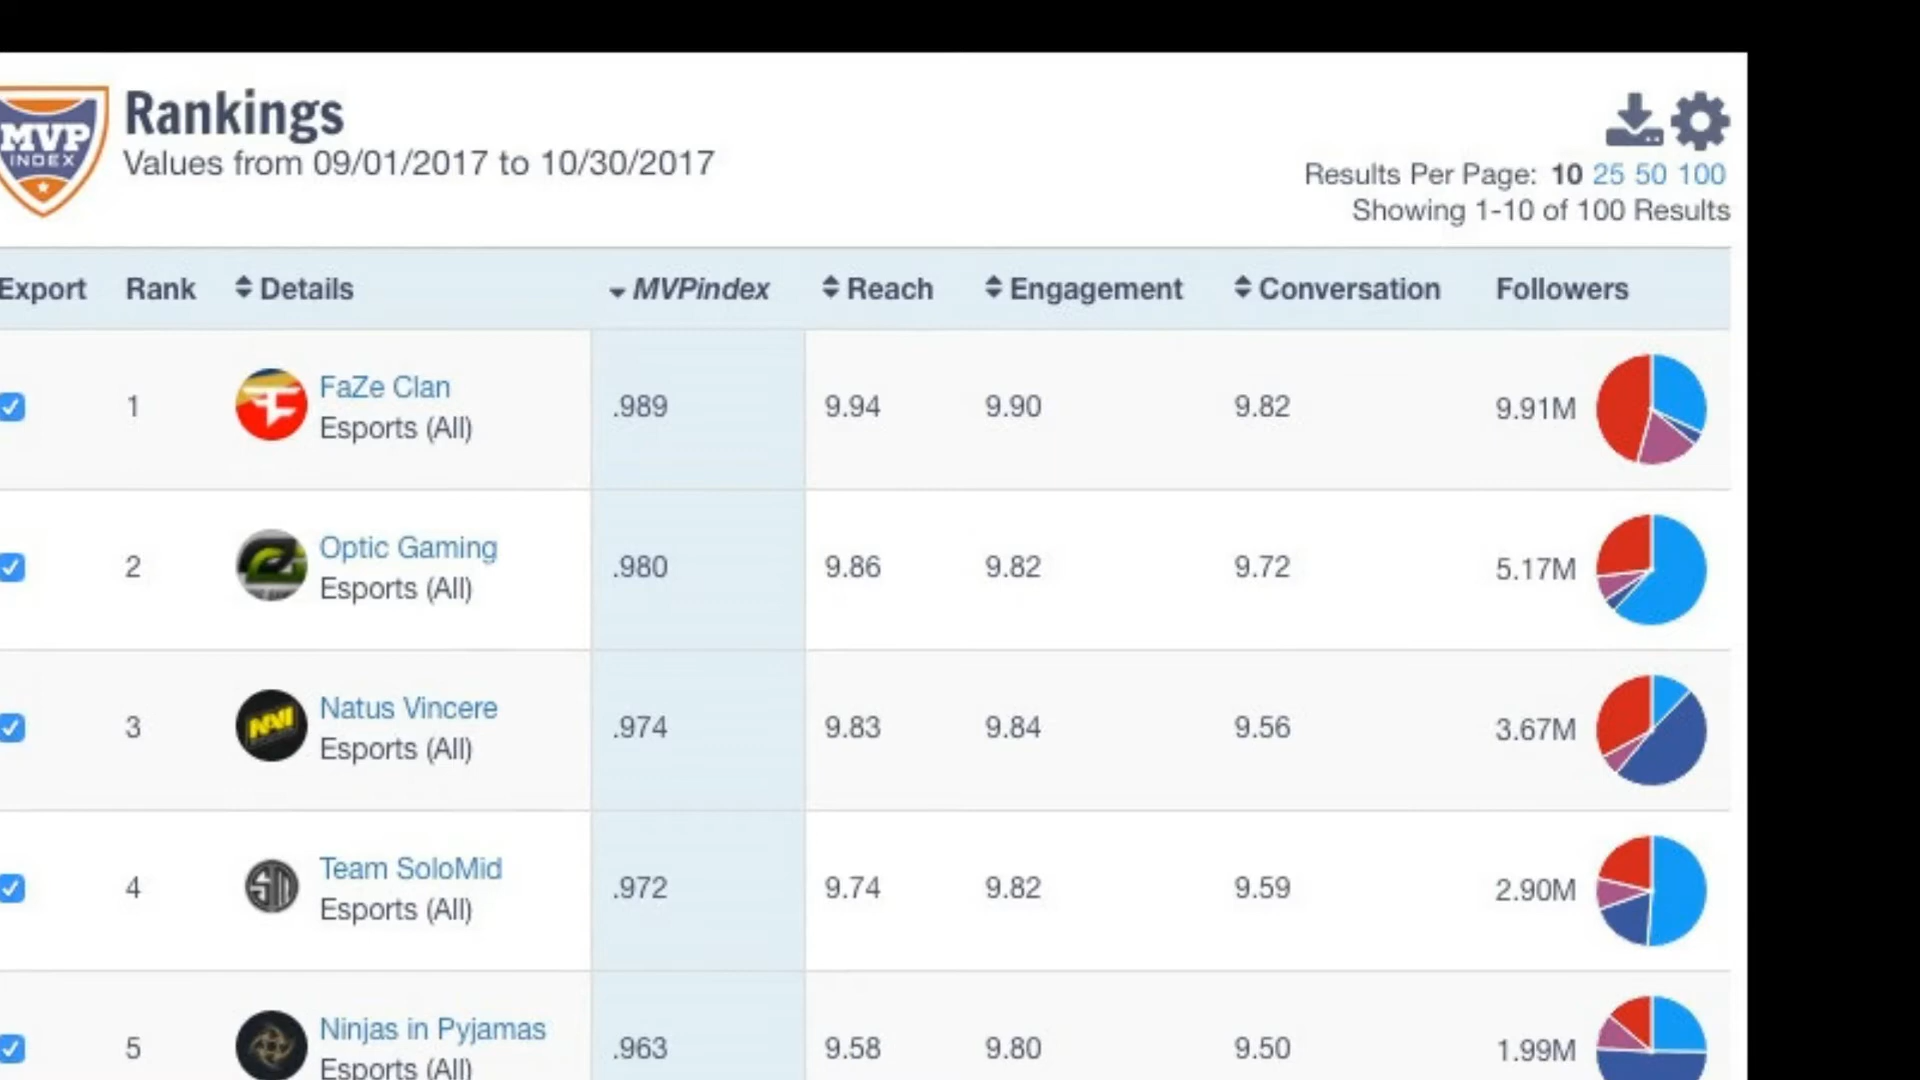 MVP
INDEX
Rankings
Values from 09/01/2017 to 10/30/2017
Results Per Page: 10 25 50 100
Showing 1-10 of 100 Results
Export Rank Details MVPindex Reach Engagement Conversation Followers
1 FaZe Clan .989 9.94 9.90 9.82 9.91M
Esports (All)
2 Optic Gaming .980 9.86 9.82 9.72 5.17M
Esports (All)
3 Natus Vincere .974 9.83 9.84 9.56 3.67M
Esports (All)
4 Team SoloMid .972 9.74 9.82 9.59 2.90M
Esports (All)
5 Ninjas in Pyjamas .963 9.58 9.80 9.50 1.99M
Esports (All)